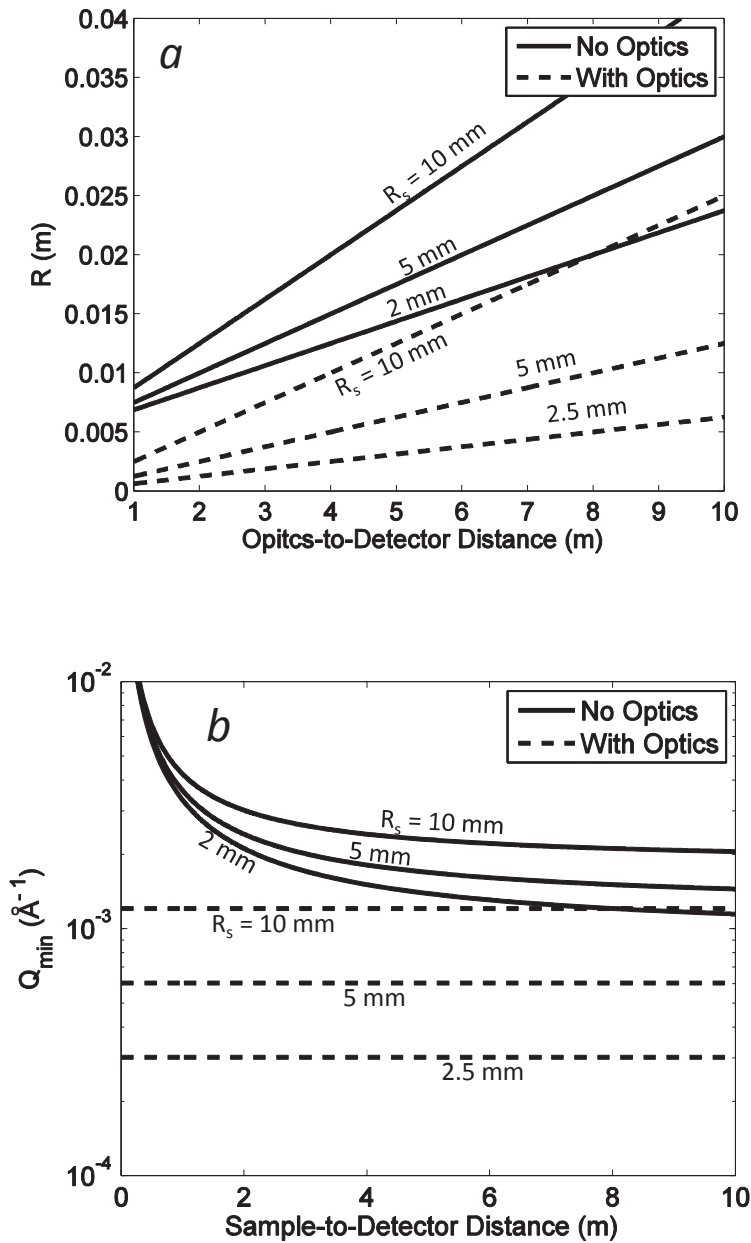 a
No Optics
With Optics
0.04
0.035
0.03
0.025
0.02
0.015
0.01
0.005
0
R (m)
Rs = 10 mm
5 mm
2 mm
Rs = 10 mm
5 mm
2.5 mm
1 2 3 4 5 6 7 8 9 10
Opitcs-to-Detector Distance (m)
b
No Optics
With Optics
10⁻²
10⁻³
10⁻⁴
Qmin (Å⁻¹)
Rs = 10 mm
5 mm
2 mm
Rs = 10 mm
5 mm
2.5 mm
0 2 4 6 8 10
Sample-to-Detector Distance (m)